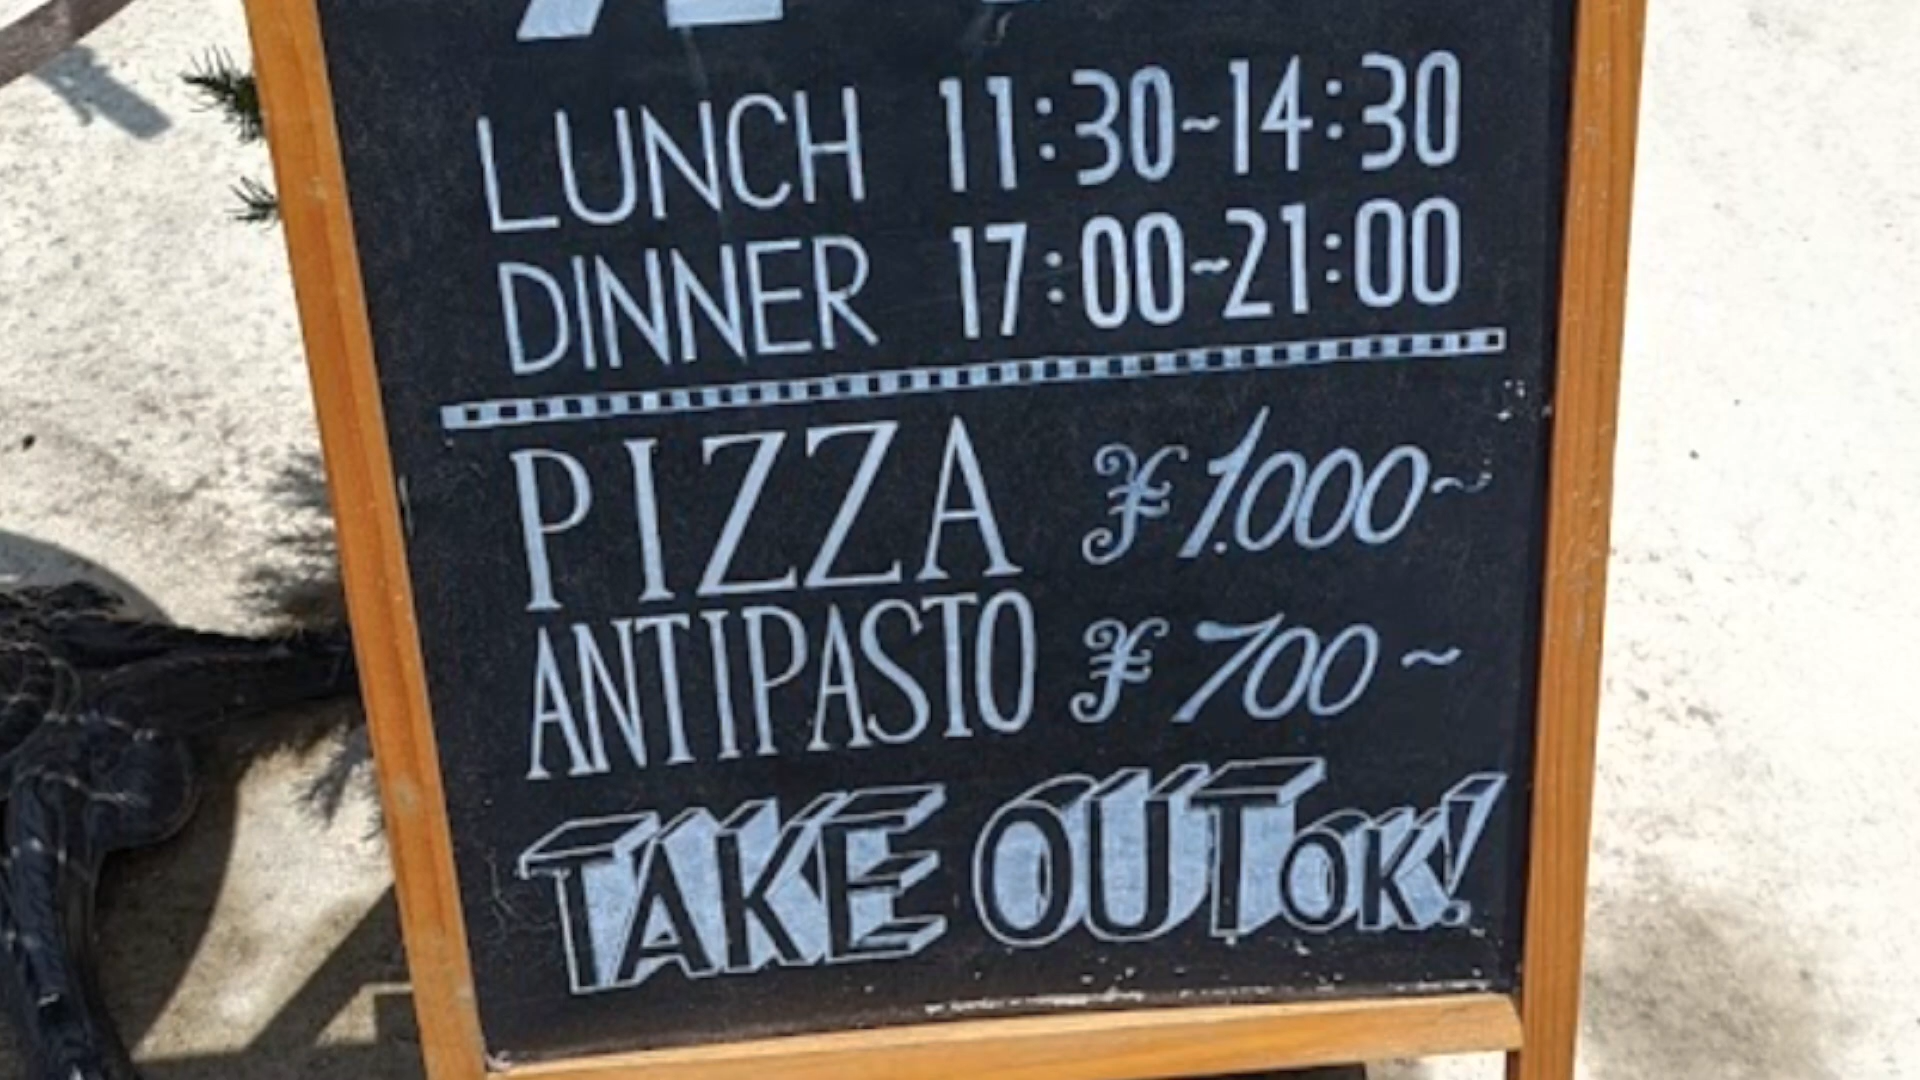 LUNCH 11:30~14:30
DINNER 17:00~21:00
PIZZA ¥1.000~
ANTIPASTO ¥700~
TAKE OUT OK!